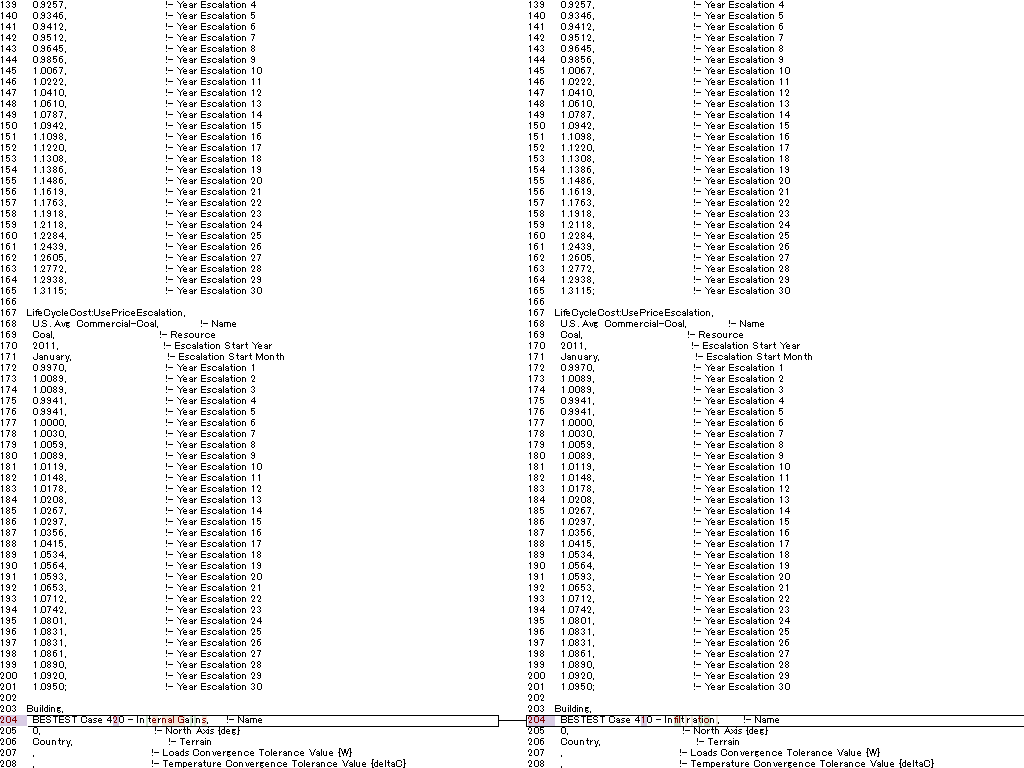 139 0.9257, !- Year Escalation 4
140 0.9346, !- Year Escalation 5
141 0.9412, !- Year Escalation 6
142 0.9512, !- Year Escalation 7
143 0.9645, !- Year Escalation 8
144 0.9856, !- Year Escalation 9
145 1.0067, !- Year Escalation 10
146 1.0222, !- Year Escalation 11
147 1.0410, !- Year Escalation 12
148 1.0610, !- Year Escalation 13
149 1.0787, !- Year Escalation 14
150 1.0942, !- Year Escalation 15
151 1.1098, !- Year Escalation 16
152 1.1220, !- Year Escalation 17
153 1.1308, !- Year Escalation 18
154 1.1386, !- Year Escalation 19
155 1.1486, !- Year Escalation 20
156 1.1619, !- Year Escalation 21
157 1.1763, !- Year Escalation 22
158 1.1918, !- Year Escalation 23
159 1.2118, !- Year Escalation 24
160 1.2284, !- Year Escalation 25
161 1.2439, !- Year Escalation 26
162 1.2605, !- Year Escalation 27
163 1.2772, !- Year Escalation 28
164 1.2938, !- Year Escalation 29
165 1.3115; !- Year Escalation 30
166
167 LifeCycleCost:UsePriceEscalation,
168 U.S. Avg Commercial-Coal, !- Name
169 Coal, !- Resource
170 2011, !- Escalation Start Year
171 January, !- Escalation Start Month
172 0.9970, !- Year Escalation 1
173 1.0089, !- Year Escalation 2
174 1.0089, !- Year Escalation 3
175 0.9941, !- Year Escalation 4
176 0.9941, !- Year Escalation 5
177 1.0000, !- Year Escalation 6
178 1.0030, !- Year Escalation 7
179 1.0059, !- Year Escalation 8
180 1.0089, !- Year Escalation 9
181 1.0119, !- Year Escalation 10
182 1.0148, !- Year Escalation 11
183 1.0178, !- Year Escalation 12
184 1.0208, !- Year Escalation 13
185 1.0267, !- Year Escalation 14
186 1.0297, !- Year Escalation 15
187 1.0356, !- Year Escalation 16
188 1.0415, !- Year Escalation 17
189 1.0534, !- Year Escalation 18
190 1.0564, !- Year Escalation 19
191 1.0593, !- Year Escalation 20
192 1.0653, !- Year Escalation 21
193 1.0712, !- Year Escalation 22
194 1.0742, !- Year Escalation 23
195 1.0801, !- Year Escalation 24
196 1.0831, !- Year Escalation 25
197 1.0831, !- Year Escalation 26
198 1.0861, !- Year Escalation 27
199 1.0890, !- Year Escalation 28
200 1.0920, !- Year Escalation 29
201 1.0950; !- Year Escalation 30
202
203 Building,
204 BESTEST Case 420 - Internal Gains, !- Name
205 0, !- North Axis {deg}
206 Country, !- Terrain
207 , !- Loads Convergence Tolerance Value {W}
208 , !- Temperature Convergence Tolerance Value {deltaC}
139 0.9257, !- Year Escalation 4
140 0.9346, !- Year Escalation 5
141 0.9412, !- Year Escalation 6
142 0.9512, !- Year Escalation 7
143 0.9645, !- Year Escalation 8
144 0.9856, !- Year Escalation 9
145 1.0067, !- Year Escalation 10
146 1.0222, !- Year Escalation 11
147 1.0410, !- Year Escalation 12
148 1.0610, !- Year Escalation 13
149 1.0787, !- Year Escalation 14
150 1.0942, !- Year Escalation 15
151 1.1098, !- Year Escalation 16
152 1.1220, !- Year Escalation 17
153 1.1308, !- Year Escalation 18
154 1.1386, !- Year Escalation 19
155 1.1486, !- Year Escalation 20
156 1.1619, !- Year Escalation 21
157 1.1763, !- Year Escalation 22
158 1.1918, !- Year Escalation 23
159 1.2118, !- Year Escalation 24
160 1.2284, !- Year Escalation 25
161 1.2439, !- Year Escalation 26
162 1.2605, !- Year Escalation 27
163 1.2772, !- Year Escalation 28
164 1.2938, !- Year Escalation 29
165 1.3115; !- Year Escalation 30
166
167 LifeCycleCost:UsePriceEscalation,
168 U.S. Avg Commercial-Coal, !- Name
169 Coal, !- Resource
170 2011, !- Escalation Start Year
171 January, !- Escalation Start Month
172 0.9970, !- Year Escalation 1
173 1.0089, !- Year Escalation 2
174 1.0089, !- Year Escalation 3
175 0.9941, !- Year Escalation 4
176 0.9941, !- Year Escalation 5
177 1.0000, !- Year Escalation 6
178 1.0030, !- Year Escalation 7
179 1.0059, !- Year Escalation 8
180 1.0089, !- Year Escalation 9
181 1.0119, !- Year Escalation 10
182 1.0148, !- Year Escalation 11
183 1.0178, !- Year Escalation 12
184 1.0208, !- Year Escalation 13
185 1.0267, !- Year Escalation 14
186 1.0297, !- Year Escalation 15
187 1.0356, !- Year Escalation 16
188 1.0415, !- Year Escalation 17
189 1.0534, !- Year Escalation 18
190 1.0564, !- Year Escalation 19
191 1.0593, !- Year Escalation 20
192 1.0653, !- Year Escalation 21
193 1.0712, !- Year Escalation 22
194 1.0742, !- Year Escalation 23
195 1.0801, !- Year Escalation 24
196 1.0831, !- Year Escalation 25
197 1.0831, !- Year Escalation 26
198 1.0861, !- Year Escalation 27
199 1.0890, !- Year Escalation 28
200 1.0920, !- Year Escalation 29
201 1.0950; !- Year Escalation 30
202
203 Building,
204 BESTEST Case 410 - Infiltration, !- Name
205 0, !- North Axis {deg}
206 Country, !- Terrain
207 , !- Loads Convergence Tolerance Value {W}
208 , !- Temperature Convergence Tolerance Value {deltaC}